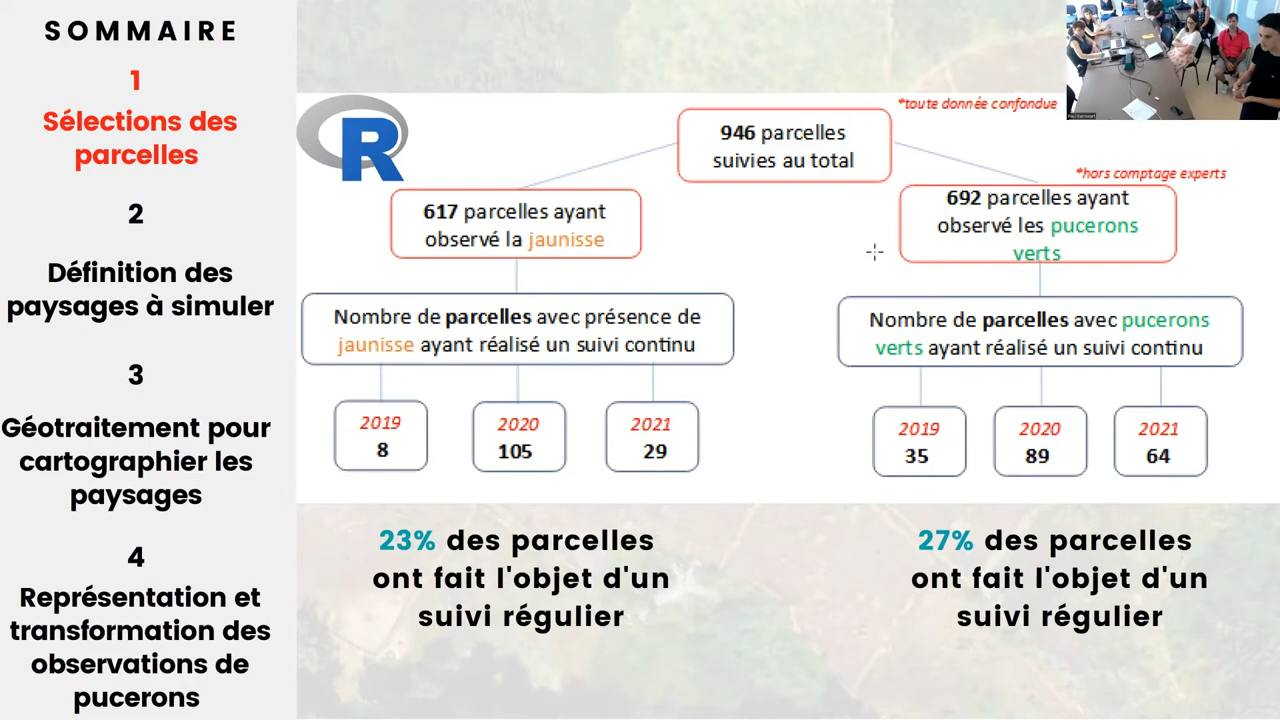 SOMMAIRE
1
Sélections des
parcelles
2
Définition des
paysages à simuler
3
Géotraitement pour
cartographier les
paysages
4
Représentation et
transformation des
observations de
pucerons
R
*toute donnée confondue
946 parcelles
suivies au total
617 parcelles ayant
observé la jaunisse
*hors comptage experts
692 parcelles ayant
observé les pucerons
verts
Nombre de parcelles avec présence de
jaunisse ayant réalisé un suivi continu
Nombre de parcelles avec pucerons
verts ayant réalisé un suivi continu
2019
8
2020
105
2021
29
2019
35
2020
89
2021
64
23% des parcelles
ont fait l'objet d'un
suivi régulier
27% des parcelles
ont fait l'objet d'un
suivi régulier